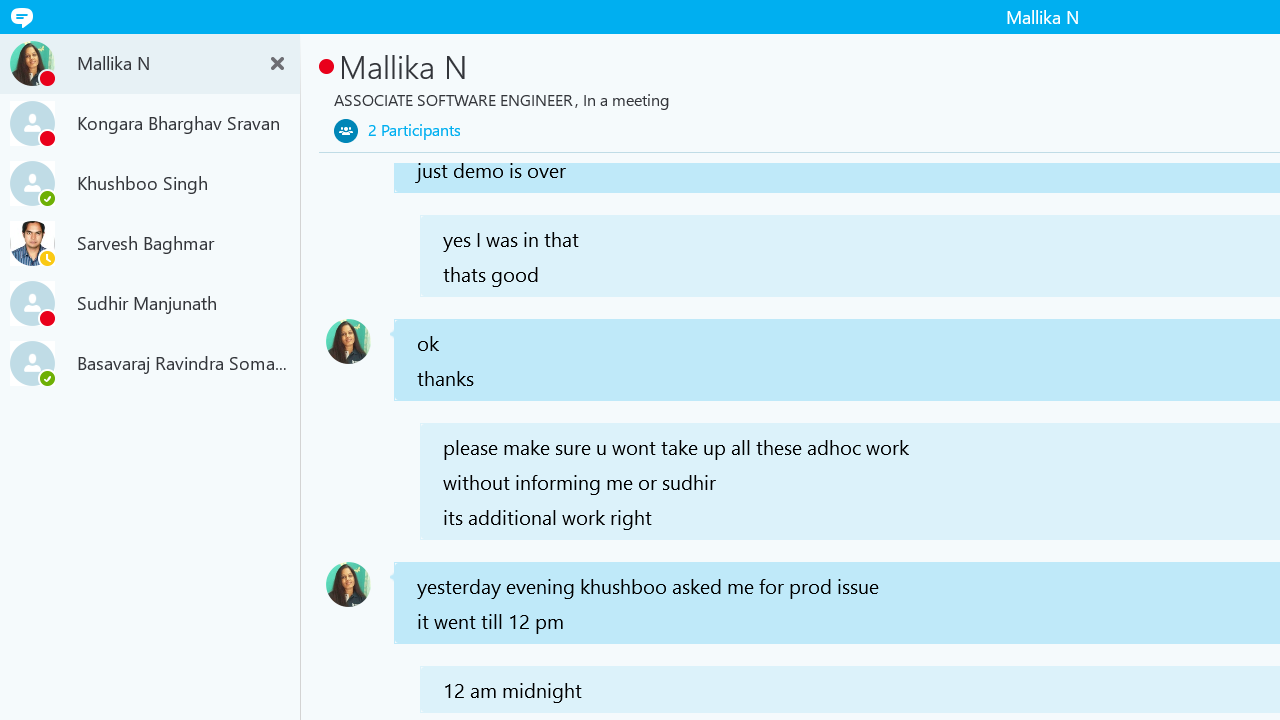 Mallika N
Mallika N
Kongara Bharghav Sravan
Khushboo Singh
Sarvesh Baghmar
Sudhir Manjunath
Basavaraj Ravindra Soma...
Mallika N
ASSOCIATE SOFTWARE ENGINEER, In a meeting
2 Participants
just demo is over
yes I was in that
thats good
ok
thanks
please make sure u wont take up all these adhoc work
without informing me or sudhir
its additional work right
yesterday evening khushboo asked me for prod issue
it went till 12 pm
12 am midnight